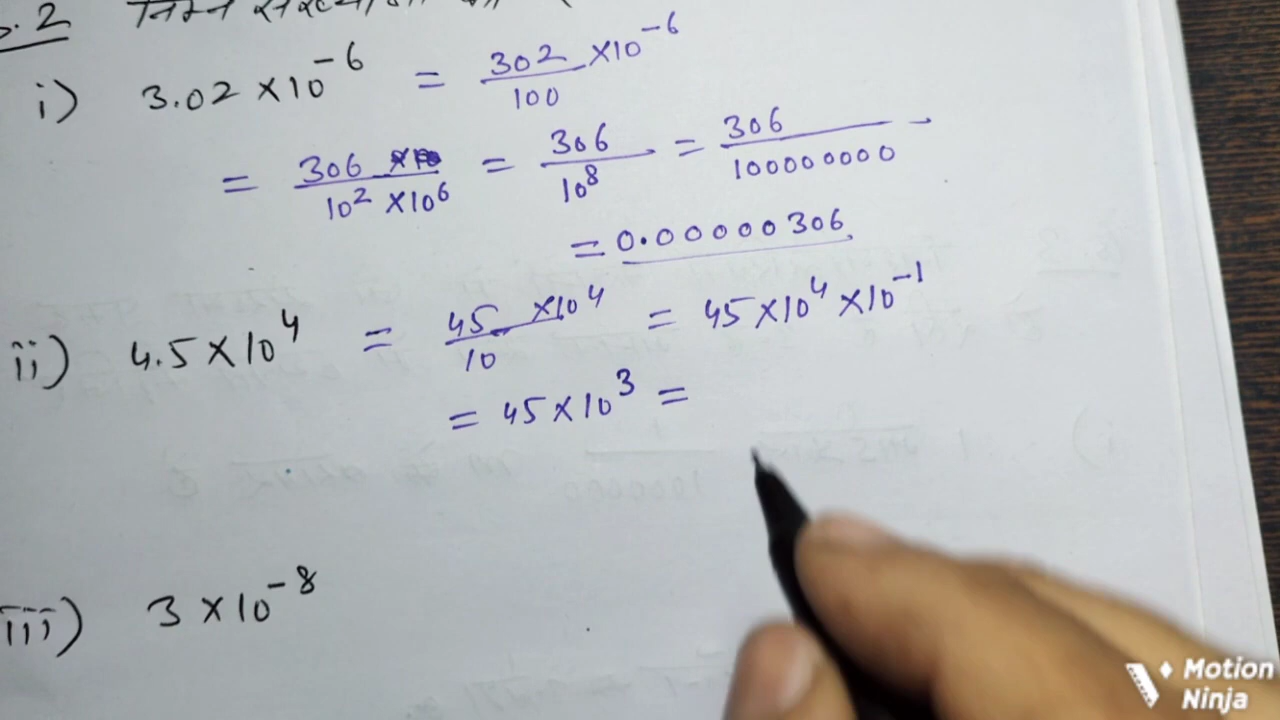 .2 निम्न
i) 3.02 × 10⁻⁶ = 302/100 × 10⁻⁶
= 306/10² × 10⁶ = 306/10⁸ = 306/100000000
= 0.00000306
ii) 4.5 × 10⁴ = 45/10 × 10⁴ = 45 × 10⁴ × 10⁻¹
= 45 × 10³ =
iii) 3 × 10⁻⁸
Motion
Ninja